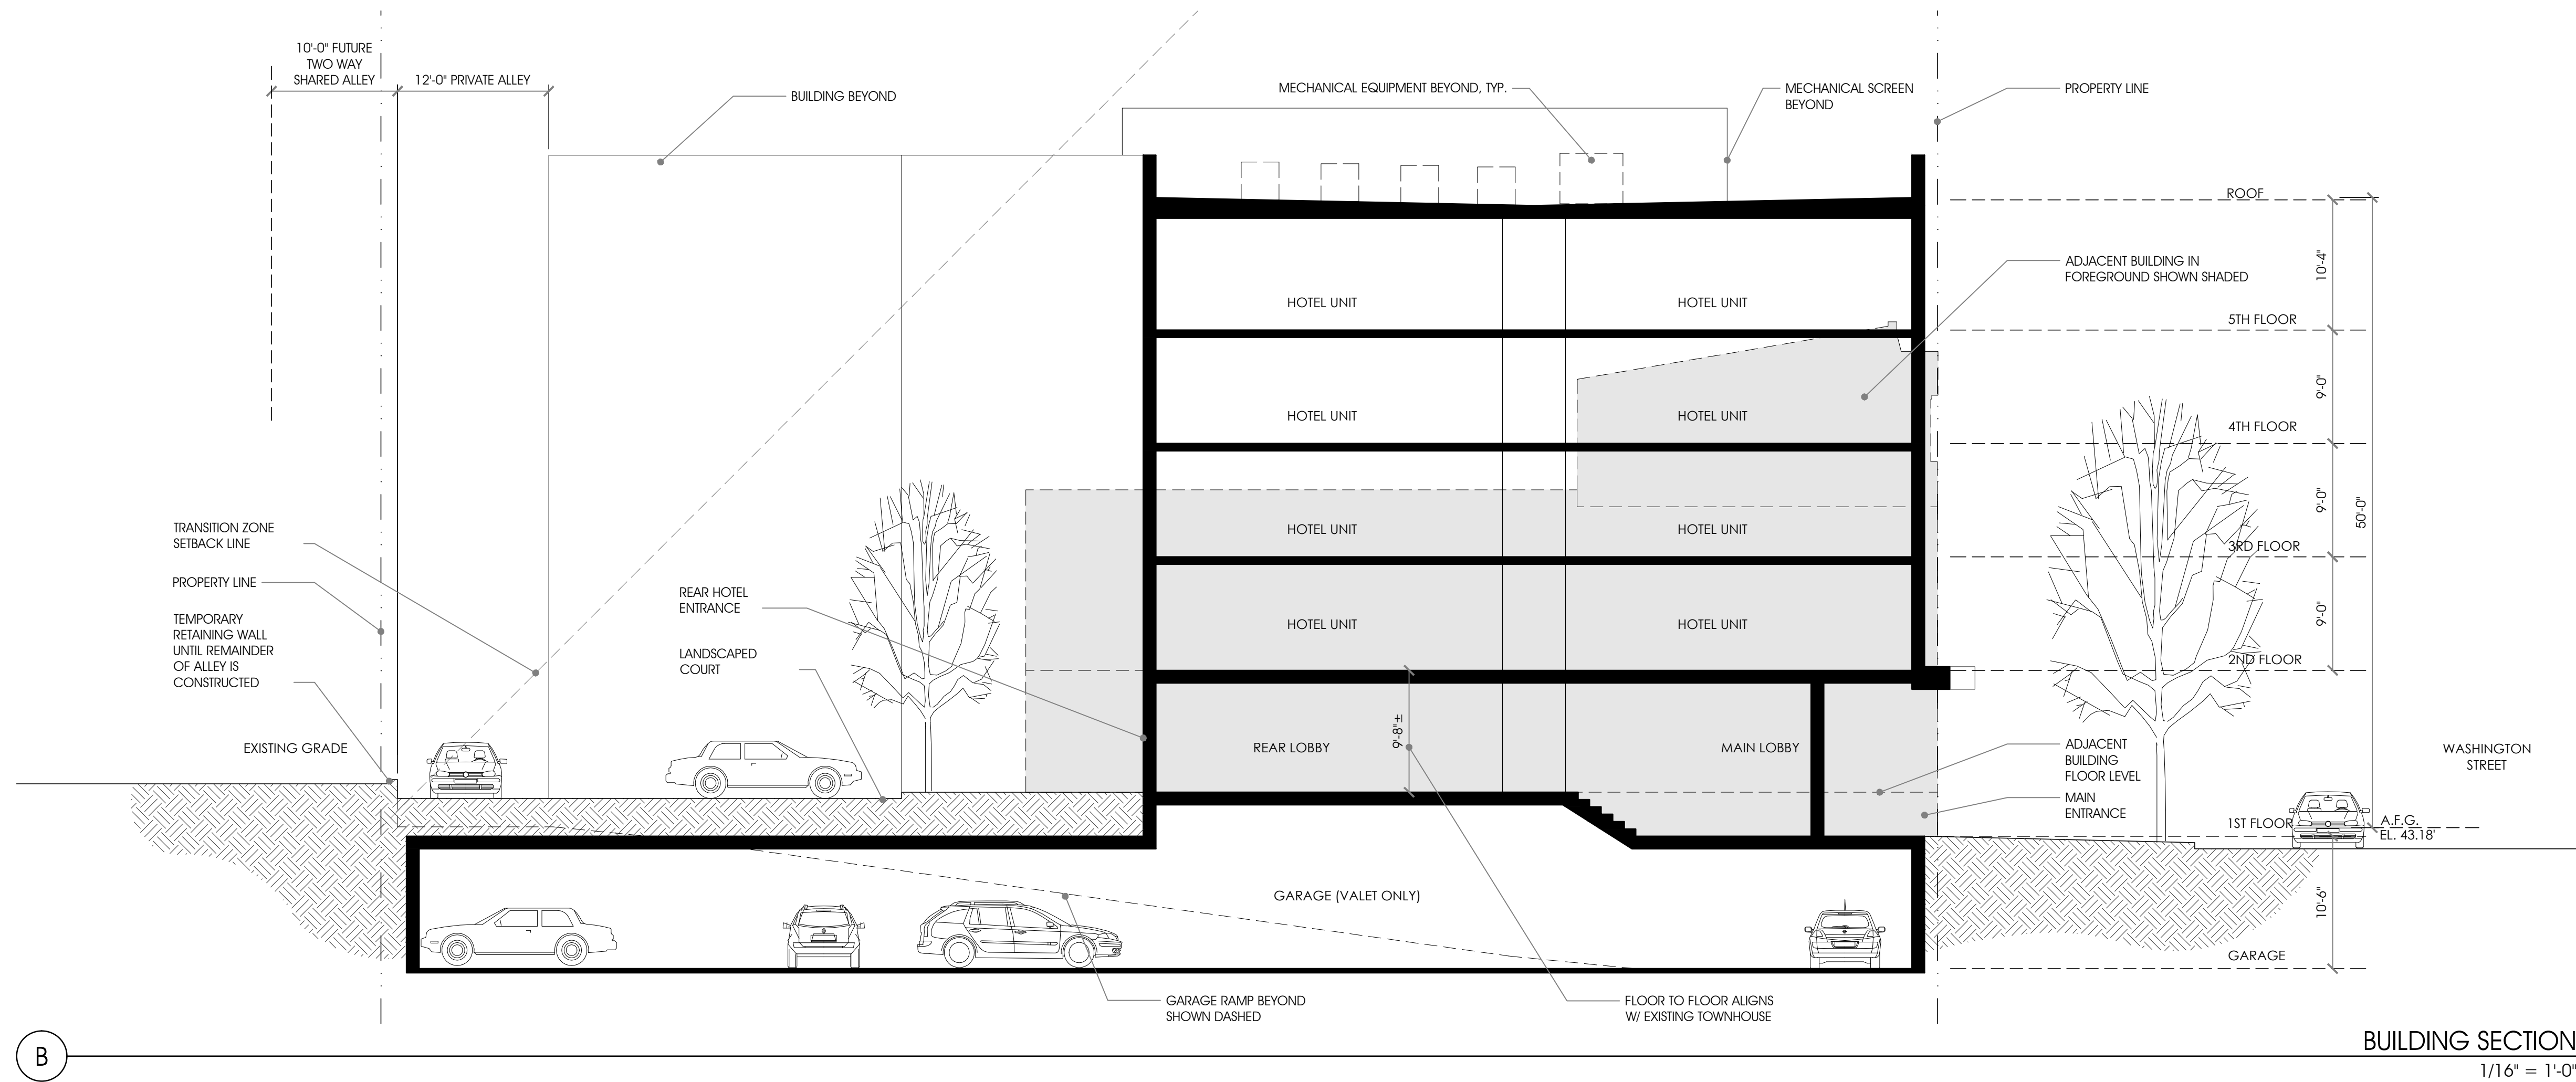 10'-0" FUTURE
TWO WAY
SHARED ALLEY
12'-0" PRIVATE ALLEY
BUILDING BEYOND
MECHANICAL EQUIPMENT BEYOND, TYP.
MECHANICAL SCREEN
BEYOND
PROPERTY LINE
ROOF
10'-4"
ADJACENT BUILDING IN
FOREGROUND SHOWN SHADED
HOTEL UNIT
HOTEL UNIT
5TH FLOOR
9'-0"
HOTEL UNIT
HOTEL UNIT
4TH FLOOR
9'-0"
50'-0"
TRANSITION ZONE
SETBACK LINE
HOTEL UNIT
HOTEL UNIT
3RD FLOOR
PROPERTY LINE
REAR HOTEL
ENTRANCE
9'-0"
TEMPORARY
RETAINING WALL
UNTIL REMAINDER
OF ALLEY IS
CONSTRUCTED
HOTEL UNIT
HOTEL UNIT
LANDSCAPED
COURT
2ND FLOOR
EXISTING GRADE
REAR LOBBY
9'-8"±
MAIN LOBBY
ADJACENT
BUILDING
FLOOR LEVEL
WASHINGTON
STREET
MAIN
ENTRANCE
1ST FLOOR
A.F.G.
EL. 43.18'
GARAGE (VALET ONLY)
10'-6"
GARAGE
GARAGE RAMP BEYOND
SHOWN DASHED
FLOOR TO FLOOR ALIGNS
W/ EXISTING TOWNHOUSE
B
BUILDING SECTION
1/16" = 1'-0"